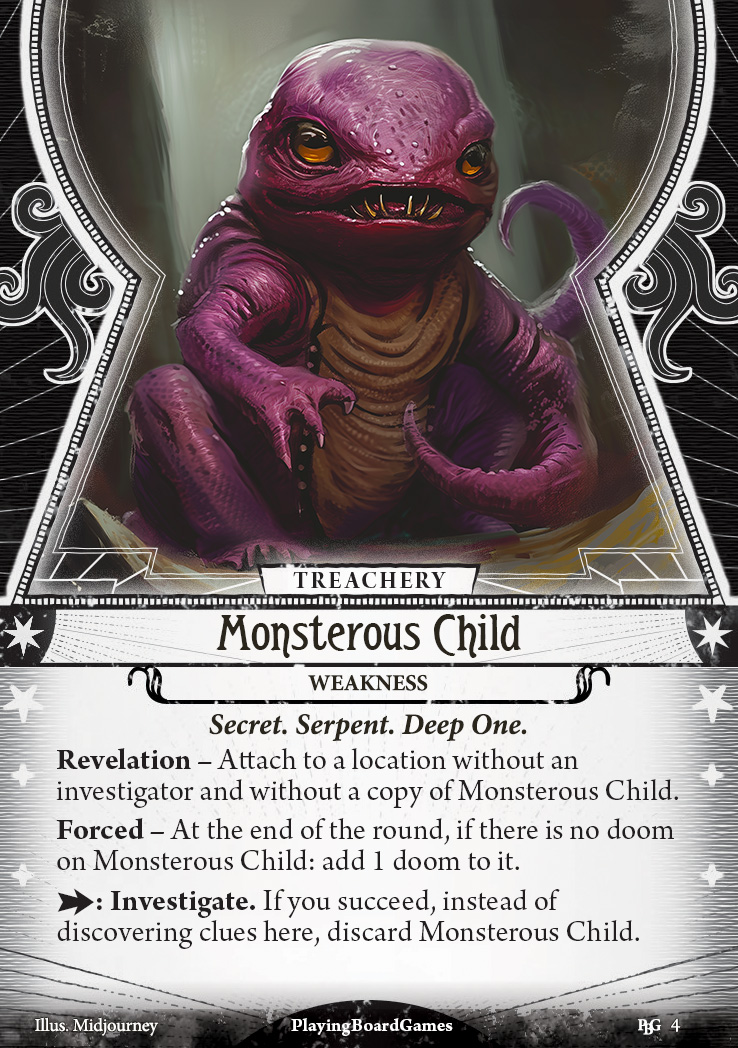 TREACHERY
Monsterous Child
WEAKNESS
Secret. Serpent. Deep One.
Revelation – Attach to a location without an
investigator and without a copy of Monsterous Child.
Forced – At the end of the round, if there is no doom
on Monsterous Child: add 1 doom to it.
: Investigate. If you succeed, instead of
discovering clues here, discard Monsterous Child.
Illus. Midjourney PlayingBoardGames PBG 4